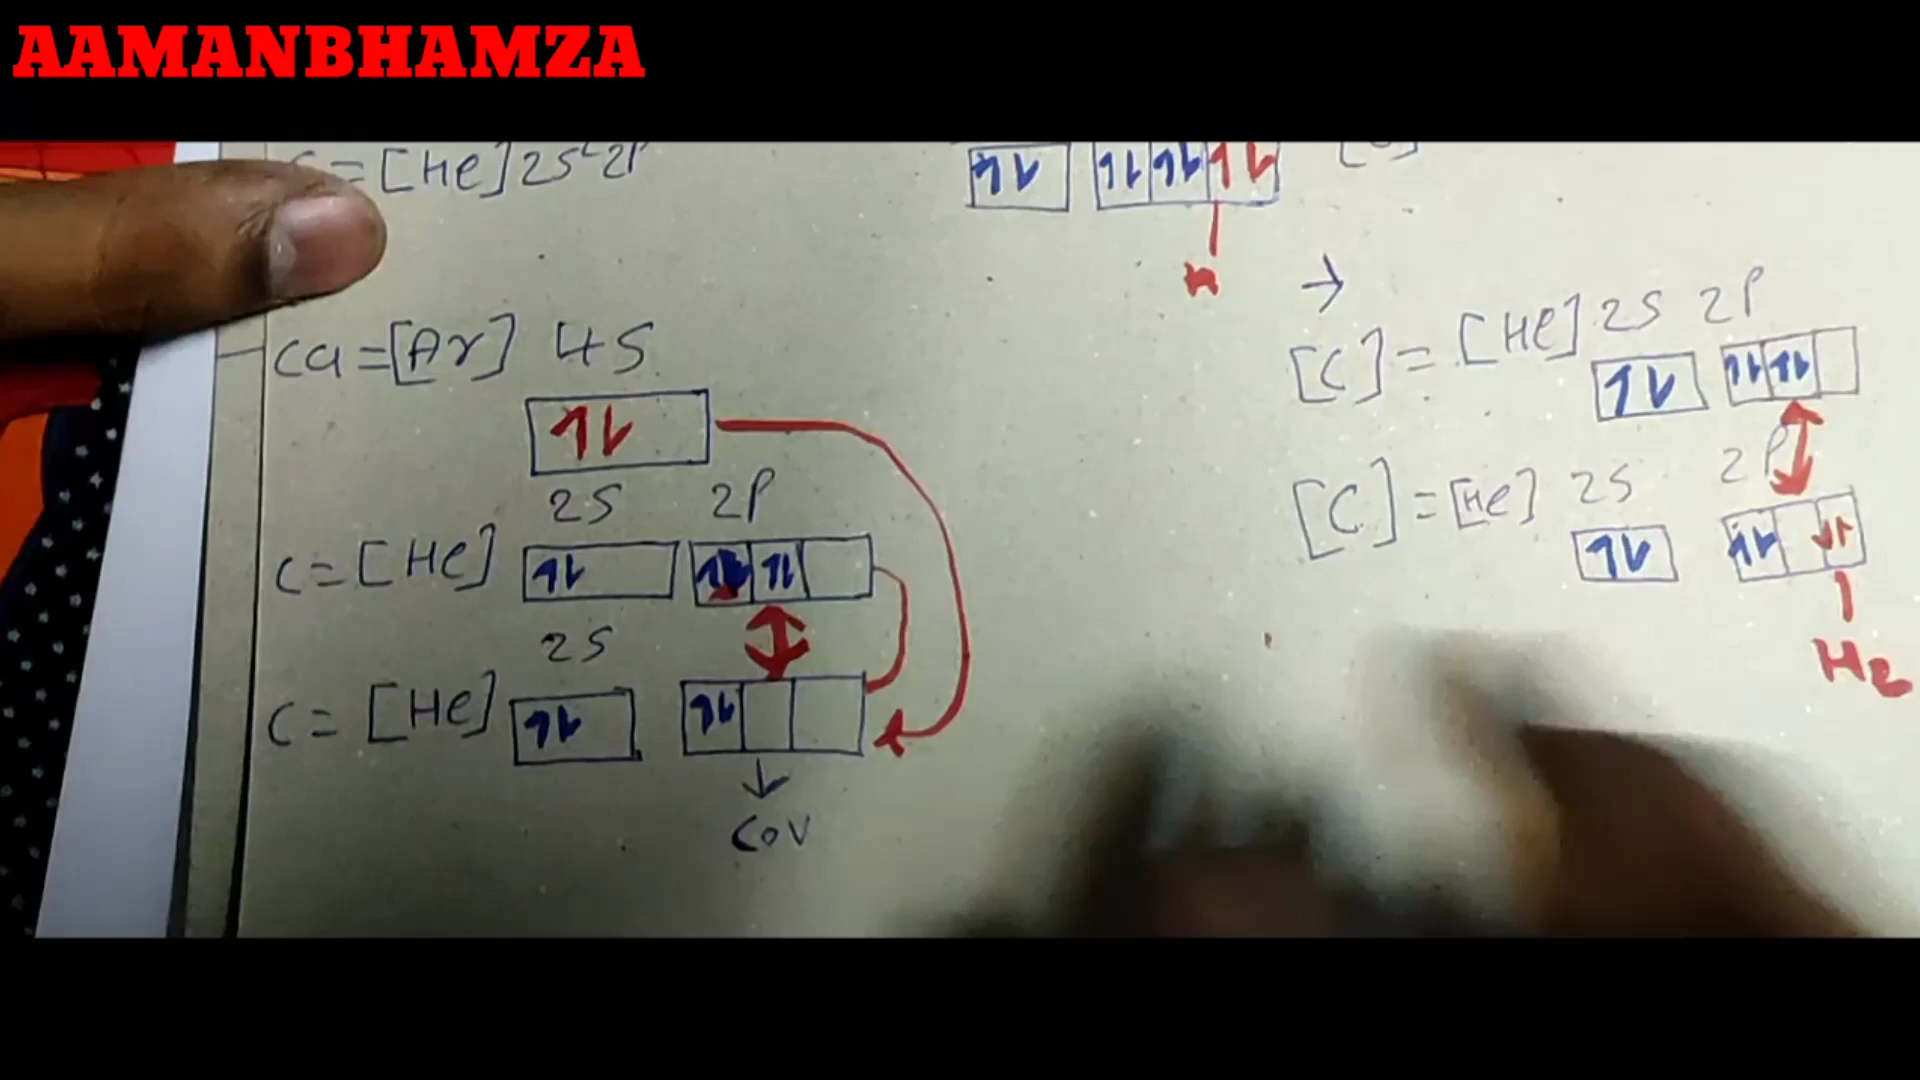 AAMANBHAMZA
= [He] 2S² 2P
H
Ca = [Ar] 4S
2S 2P
C = [He]
2S
C = [He]
COV
→
[C] = [He] 2S 2P
[C] = [He] 2S 2P
H2